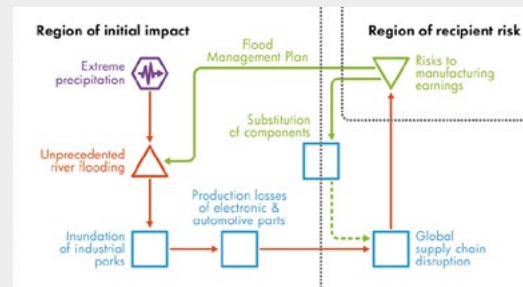 Region of initial impact
Region of recipient risk
Extreme
precipitation
Flood
Management Plan
Risks to
manufacturing
earnings
Substitution
of components
Unprecedented
river flooding
Production losses
of electronic &
automotive parts
Inundation
of industrial
parks
Global
supply chain
disruption